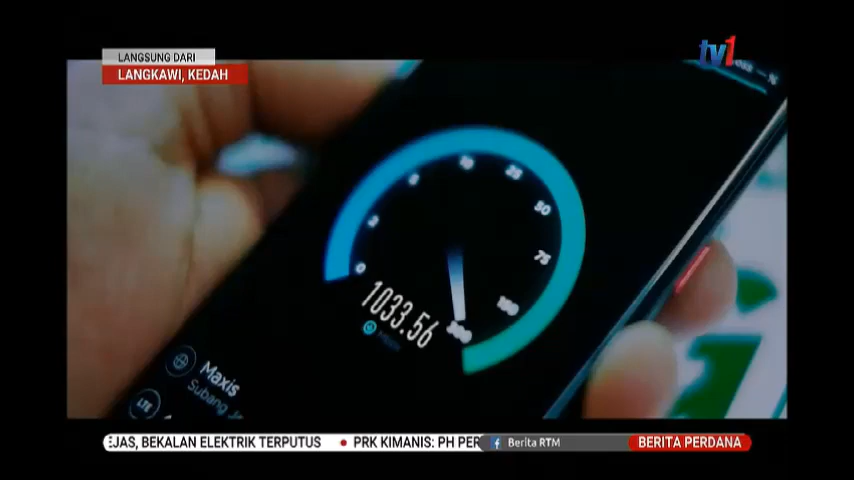 LANGSUNG DARI
LANGKAWI, KEDAH
tv1
0
5
10
25
50
75
100
1033.56
Maxis
Subang
LTE
EJAS, BEKALAN ELEKTRIK TERPUTUS • PRK KIMANIS: PH PER
Berita RTM
BERITA PERDANA